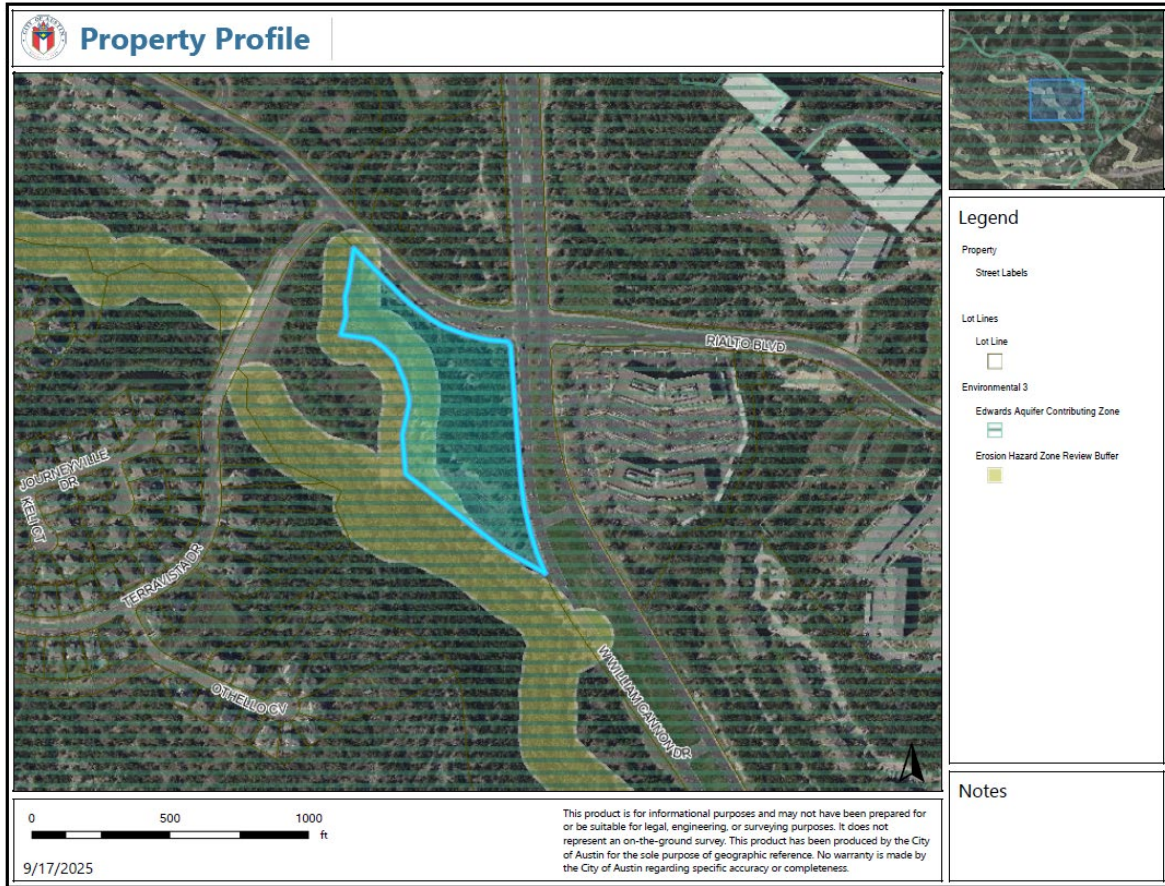 CITY OF AUSTIN
Property Profile
RIALTO BLVD
JOURNEYVILLE
DR
KELI CT
TERRAVISTA DR
OTHELLO CV
W WILLIAM CANNON DR
Legend
Property
Street Labels
Lot Lines
Lot Line
Environmental 3
Edwards Aquifer Contributing Zone
Erosion Hazard Zone Review Buffer
Notes
0 500 1000
ft
9/17/2025
This product is for informational purposes and may not have been prepared for
or be suitable for legal, engineering, or surveying purposes. It does not
represent an on-the-ground survey. This product has been produced by the City
of Austin for the sole purpose of geographic reference. No warranty is made by
the City of Austin regarding specific accuracy or completeness.